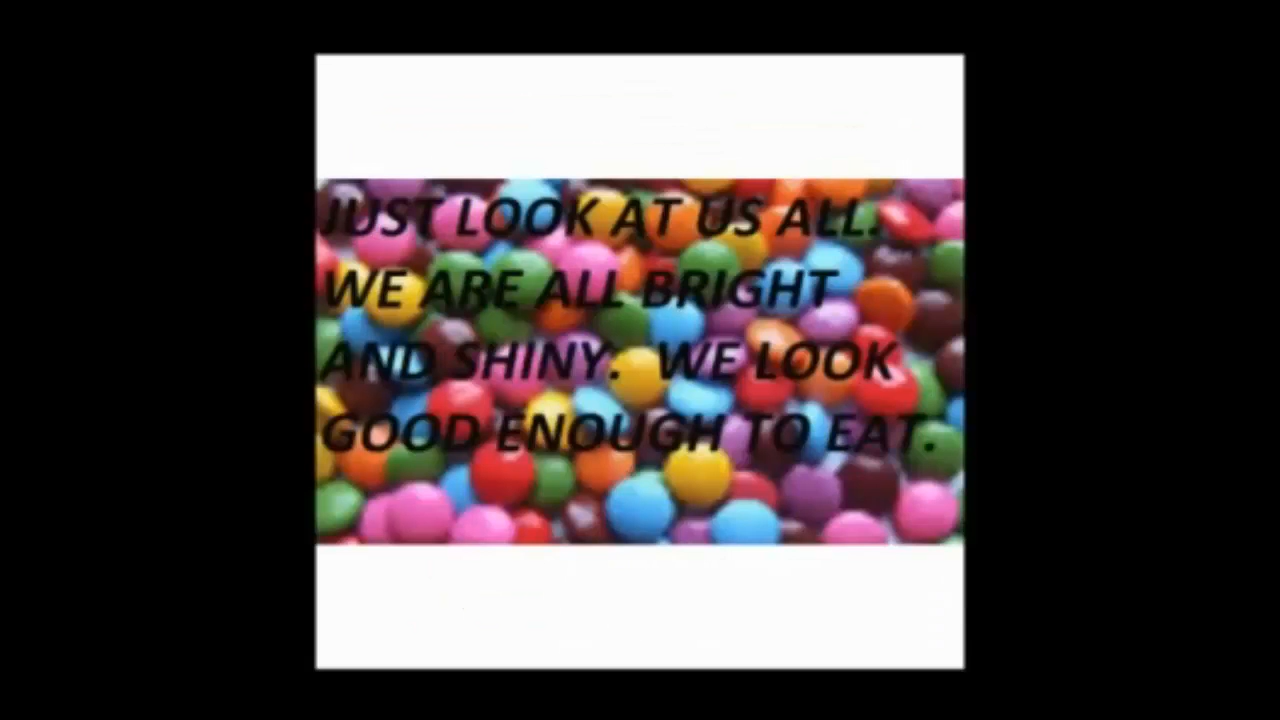 JUST LOOK AT US ALL.
WE ARE ALL BRIGHT
AND SHINY.  WE LOOK
GOOD ENOUGH TO EAT.